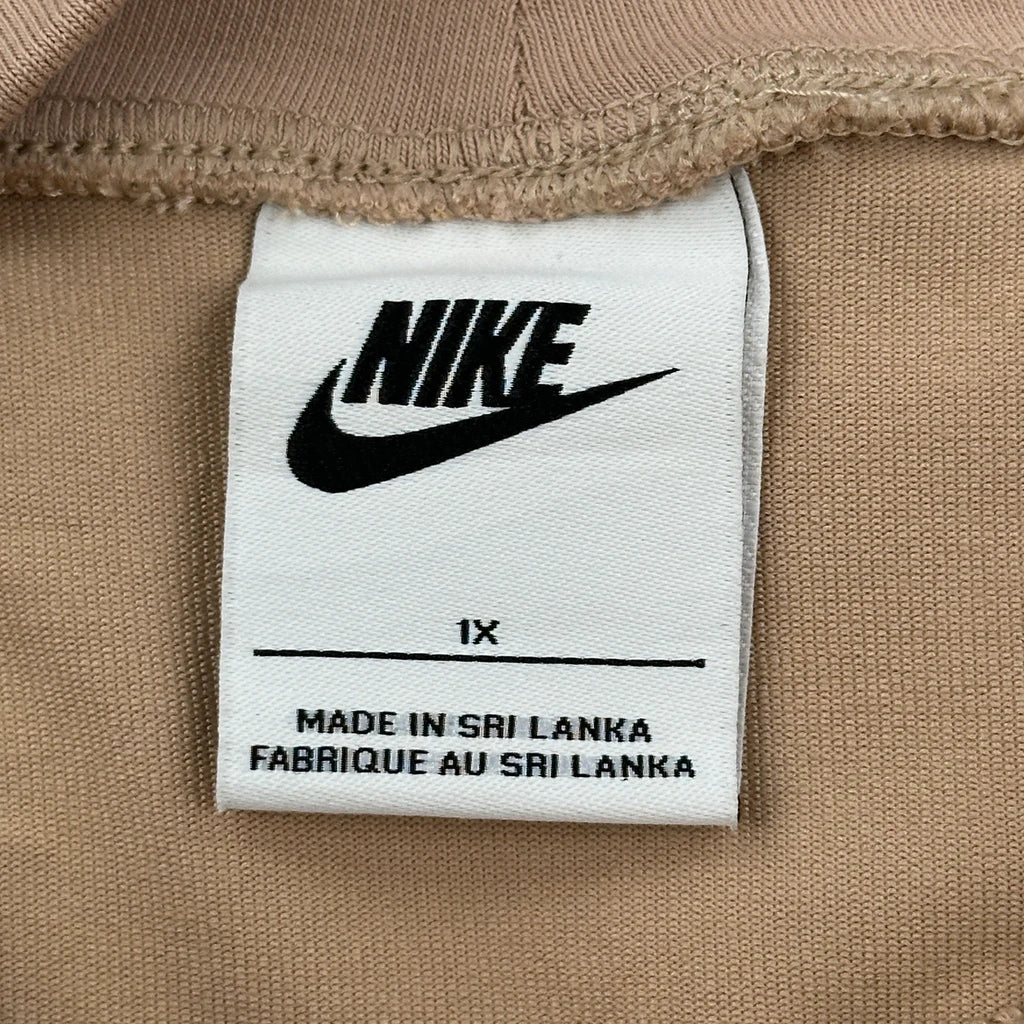 NIKE
1X
MADE IN SRI LANKA
FABRIQUE AU SRI LANKA